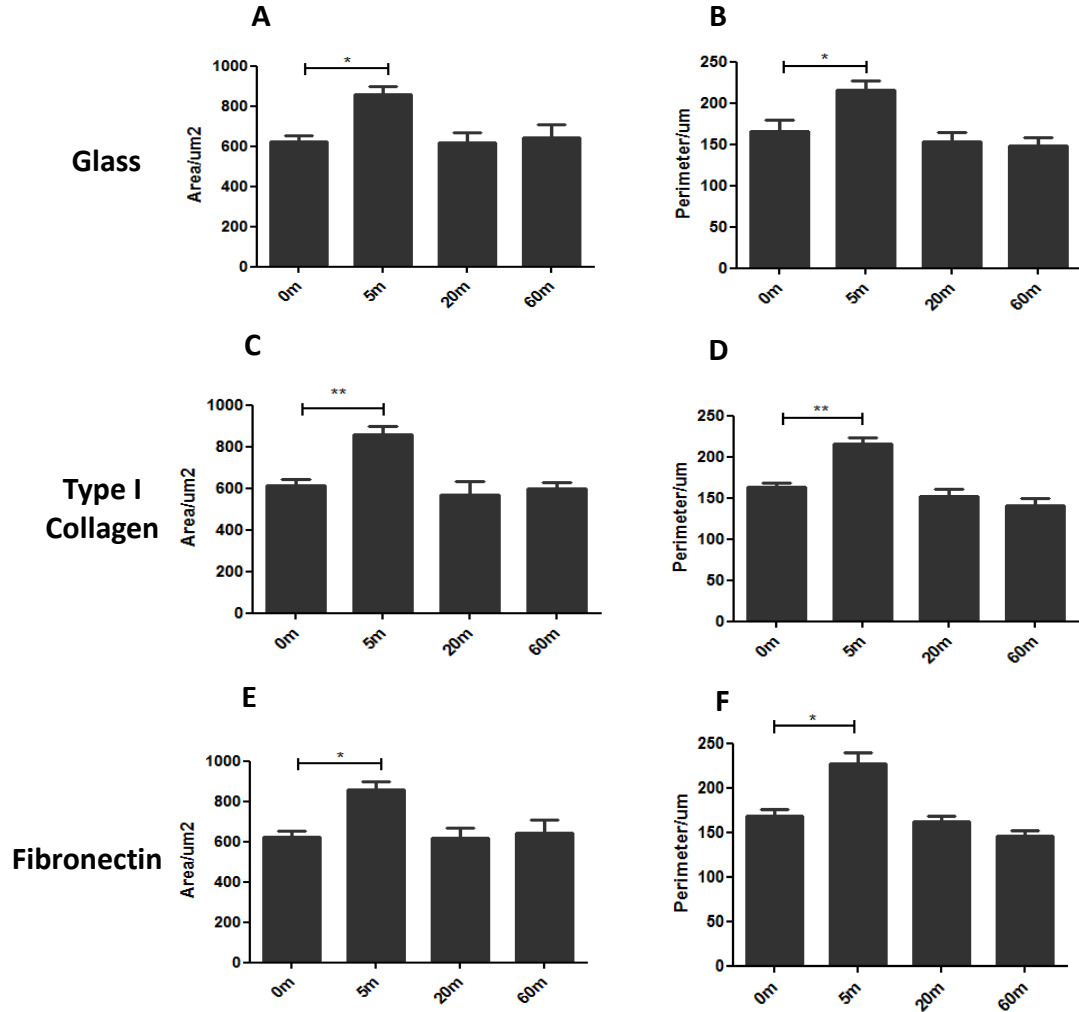 A
B
Glass
Area/um2
1000
800
600
400
200
0
*
0m
5m
20m
60m
Perimeter/um
250
200
150
100
50
0
*
0m
5m
20m
60m
C
D
Type I
Collagen
Area/um2
1000
800
600
400
200
0
**
0m
5m
20m
60m
Perimeter/um
250
200
150
100
50
0
**
0m
5m
20m
60m
E
F
Fibronectin
Area/um2
1000
800
600
400
200
0
*
0m
5m
20m
60m
Perimeter/um
250
200
150
100
50
0
*
0m
5m
20m
60m